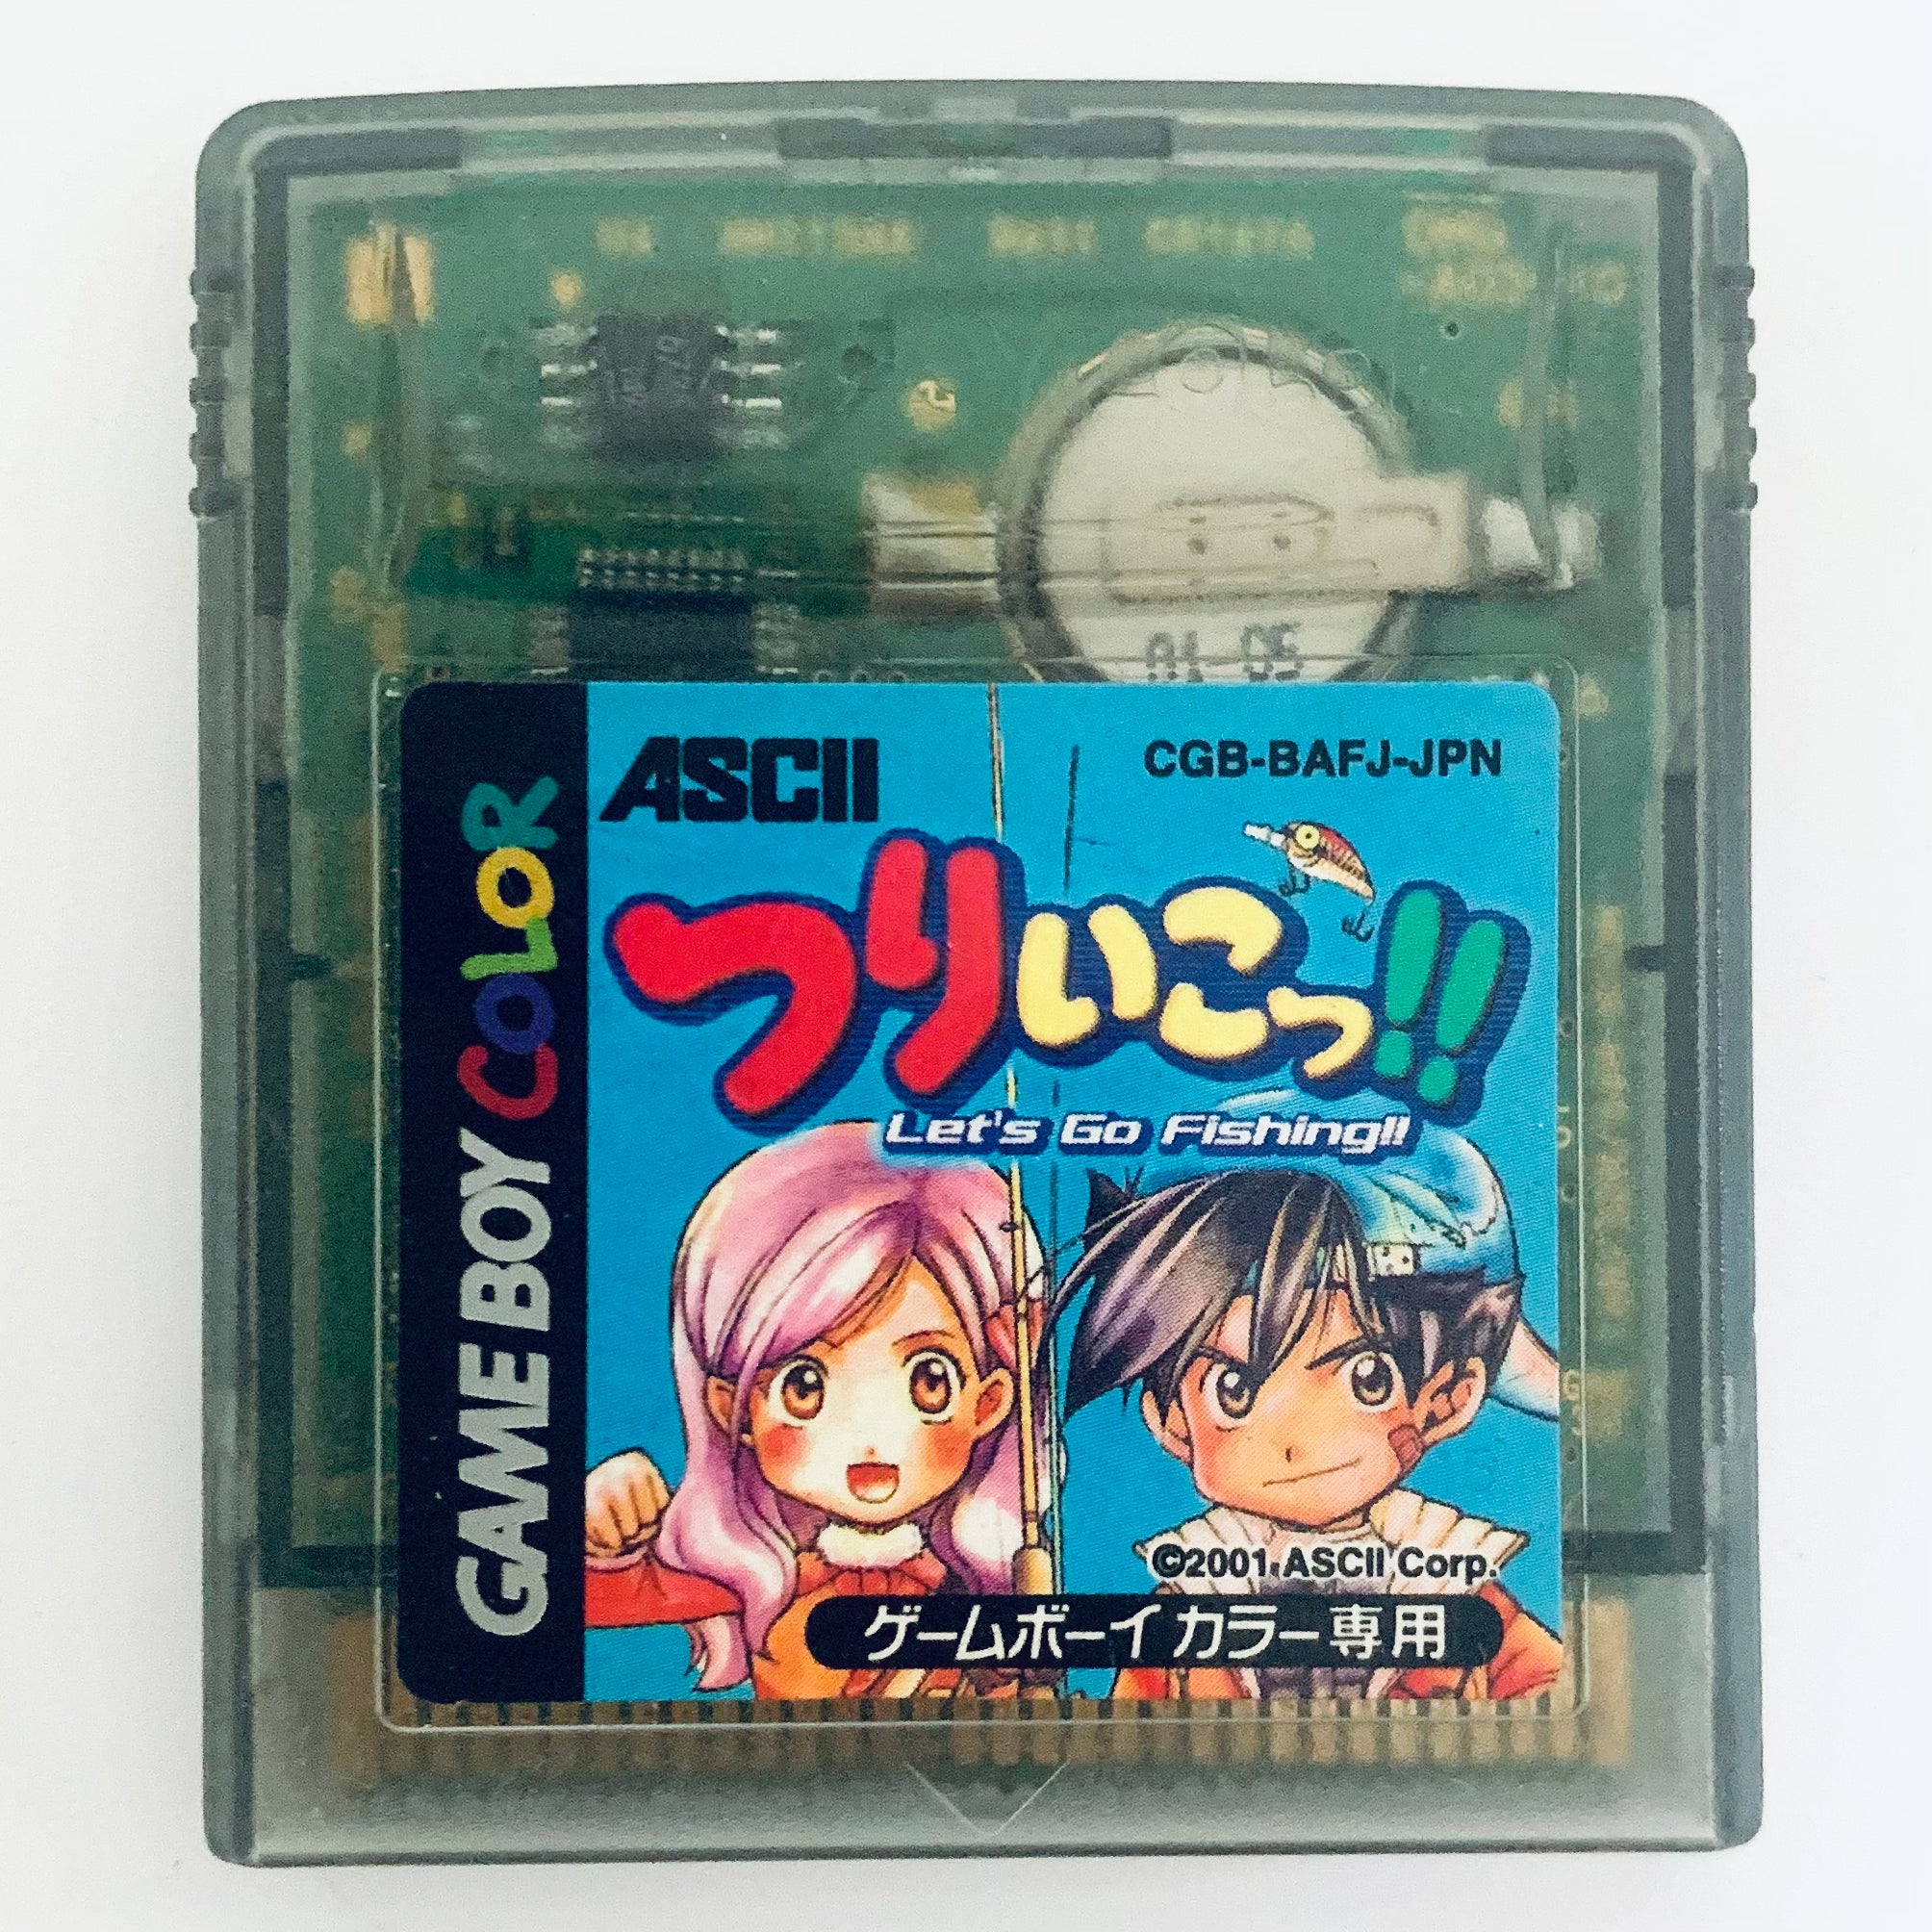 GAME BOY COLOR
ASCII
CGB-BAFJ-JPN
つりいこっ!!
Let's Go Fishing!!
©2001 ASCII Corp.
ゲームボーイカラー専用